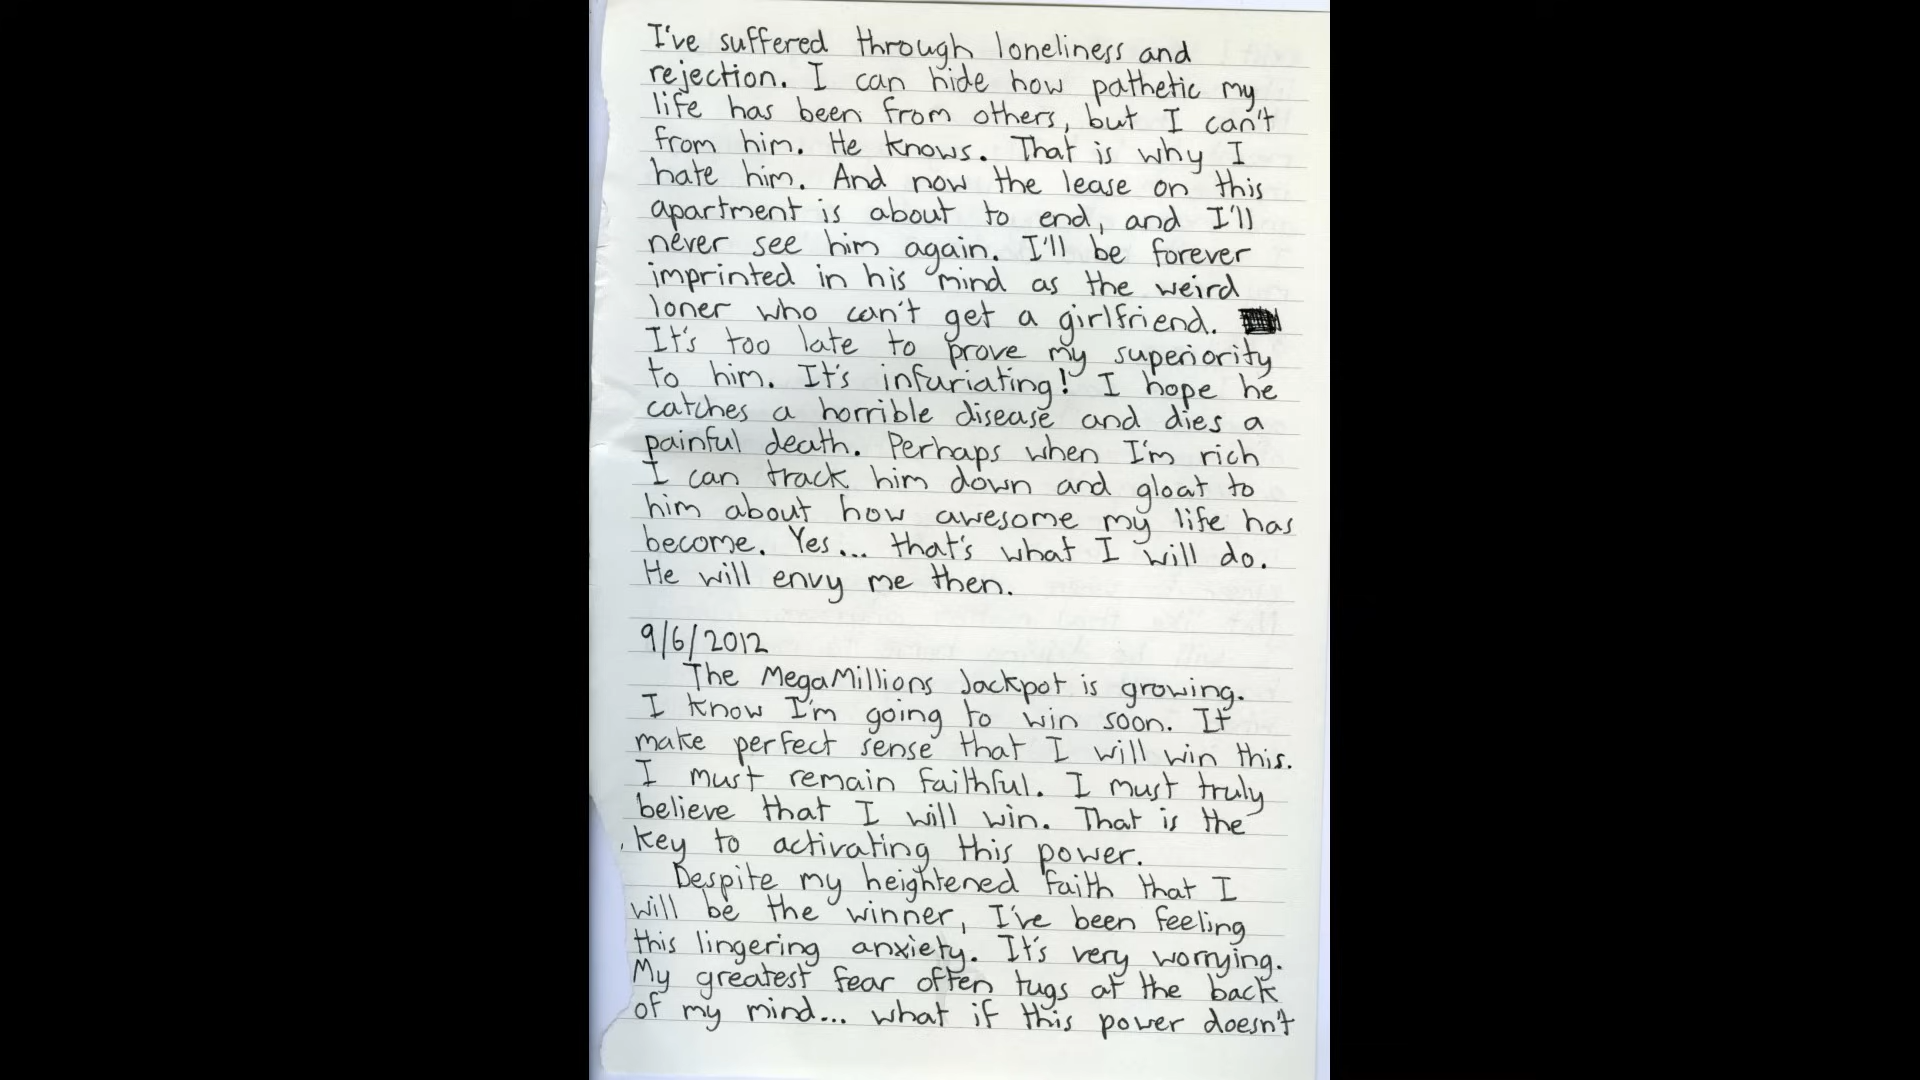 I've suffered through loneliness and
rejection. I can hide how pathetic my
life has been from others, but I can't
from him. He knows. That is why I
hate him. And now the lease on this
apartment is about to end, and I'll
never see him again. I'll be forever
imprinted in his mind as the weird
loner who can't get a girlfriend.
It's too late to prove my superiority
to him. It's infuriating! I hope he
catches a horrible disease and dies a
painful death. Perhaps when I'm rich
I can track him down and gloat to
him about how awesome my life has
become. Yes... that's what I will do.
He will envy me then.
9/6/2012
The MegaMillions Jackpot is growing.
I know I'm going to win soon. It
make perfect sense that I will win this.
I must remain faithful. I must truly
believe that I will win. That is the
key to activating this power.
Despite my heightened faith that I
will be the winner, I've been feeling
this lingering anxiety. It's very worrying.
My greatest fear often tugs at the back
of my mind... what if this power doesn't